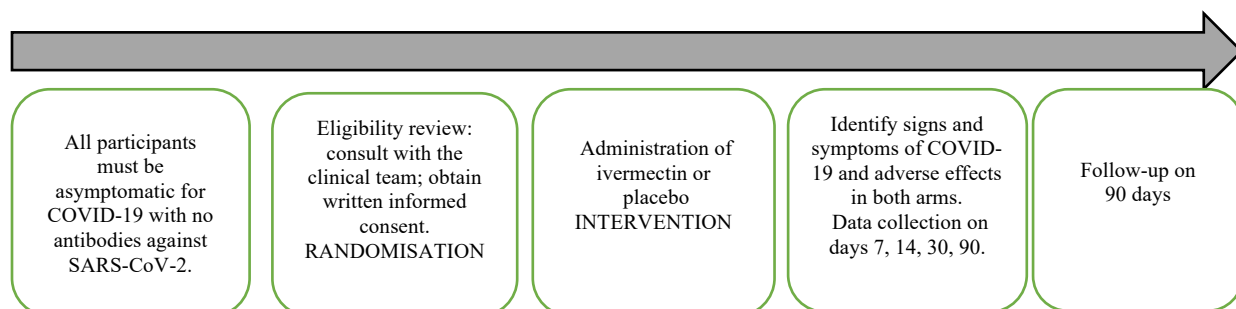 All participants
must be
asymptomatic for
COVID-19 with no
antibodies against
SARS-CoV-2.
Eligibility review:
consult with the
clinical team; obtain
written informed
consent.
RANDOMISATION
Administration of
ivermectin or
placebo
INTERVENTION
Identify signs and
symptoms of COVID-
19 and adverse effects
in both arms.
Data collection on
days 7, 14, 30, 90.
Follow-up on
90 days